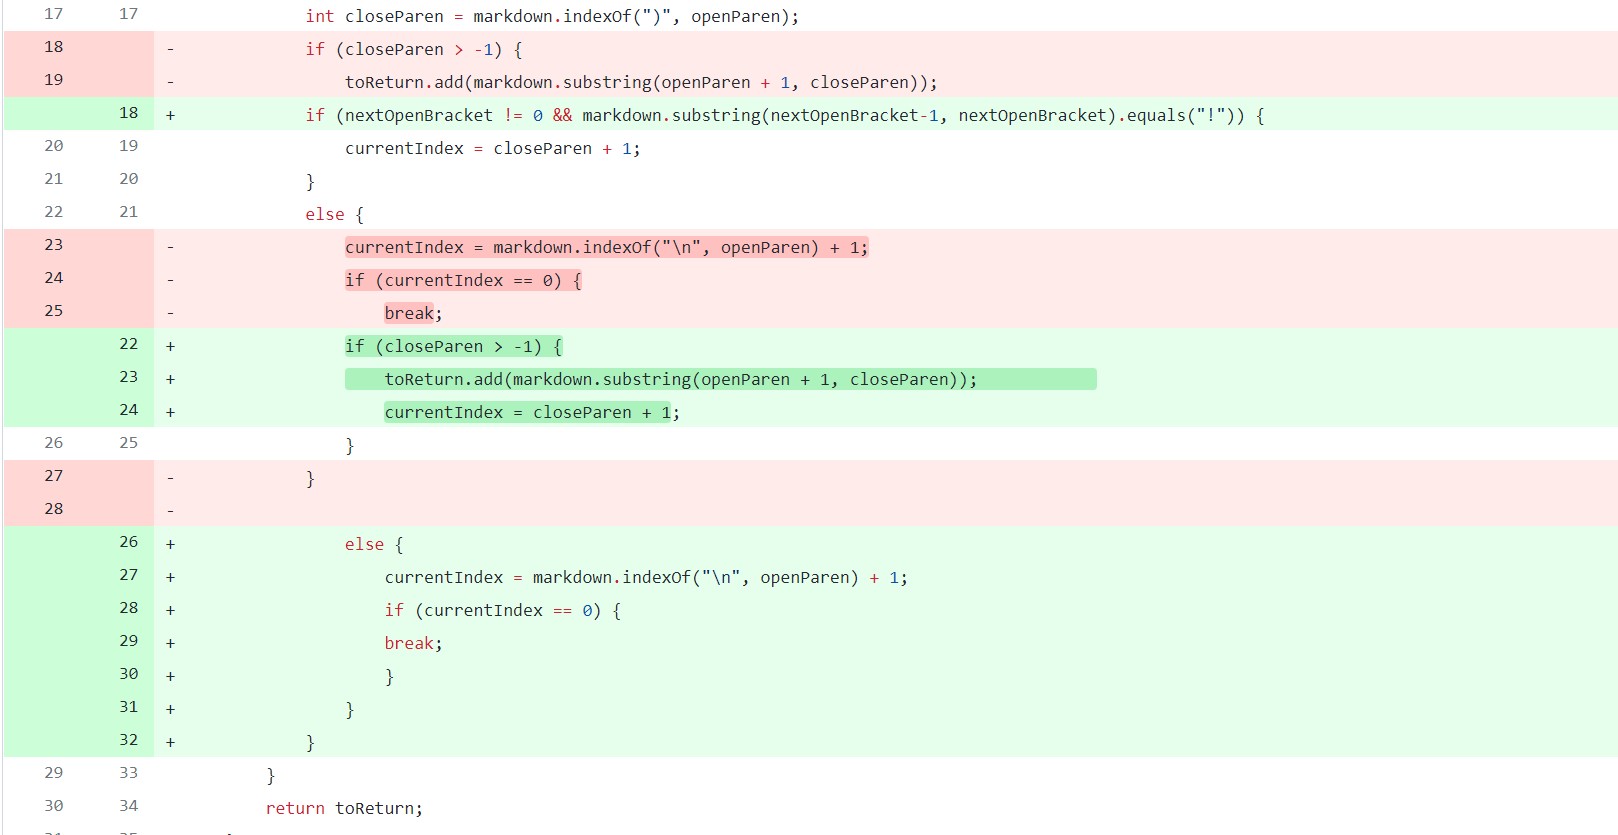 17 17 int closeParen = markdown.indexOf(")", openParen);
18 - if (closeParen > -1) {
19 - toReturn.add(markdown.substring(openParen + 1, closeParen));
18 + if (nextOpenBracket != 0 && markdown.substring(nextOpenBracket-1, nextOpenBracket).equals("!")) {
20 19 currentIndex = closeParen + 1;
21 20 }
22 21 else {
23 - currentIndex = markdown.indexOf("\n", openParen) + 1;
24 - if (currentIndex == 0) {
25 - break;
22 + if (closeParen > -1) {
23 + toReturn.add(markdown.substring(openParen + 1, closeParen));
24 + currentIndex = closeParen + 1;
26 25 }
27 - }
28 -
26 + else {
27 + currentIndex = markdown.indexOf("\n", openParen) + 1;
28 + if (currentIndex == 0) {
29 + break;
30 + }
31 + }
32 + }
29 33 }
30 34 return toReturn;